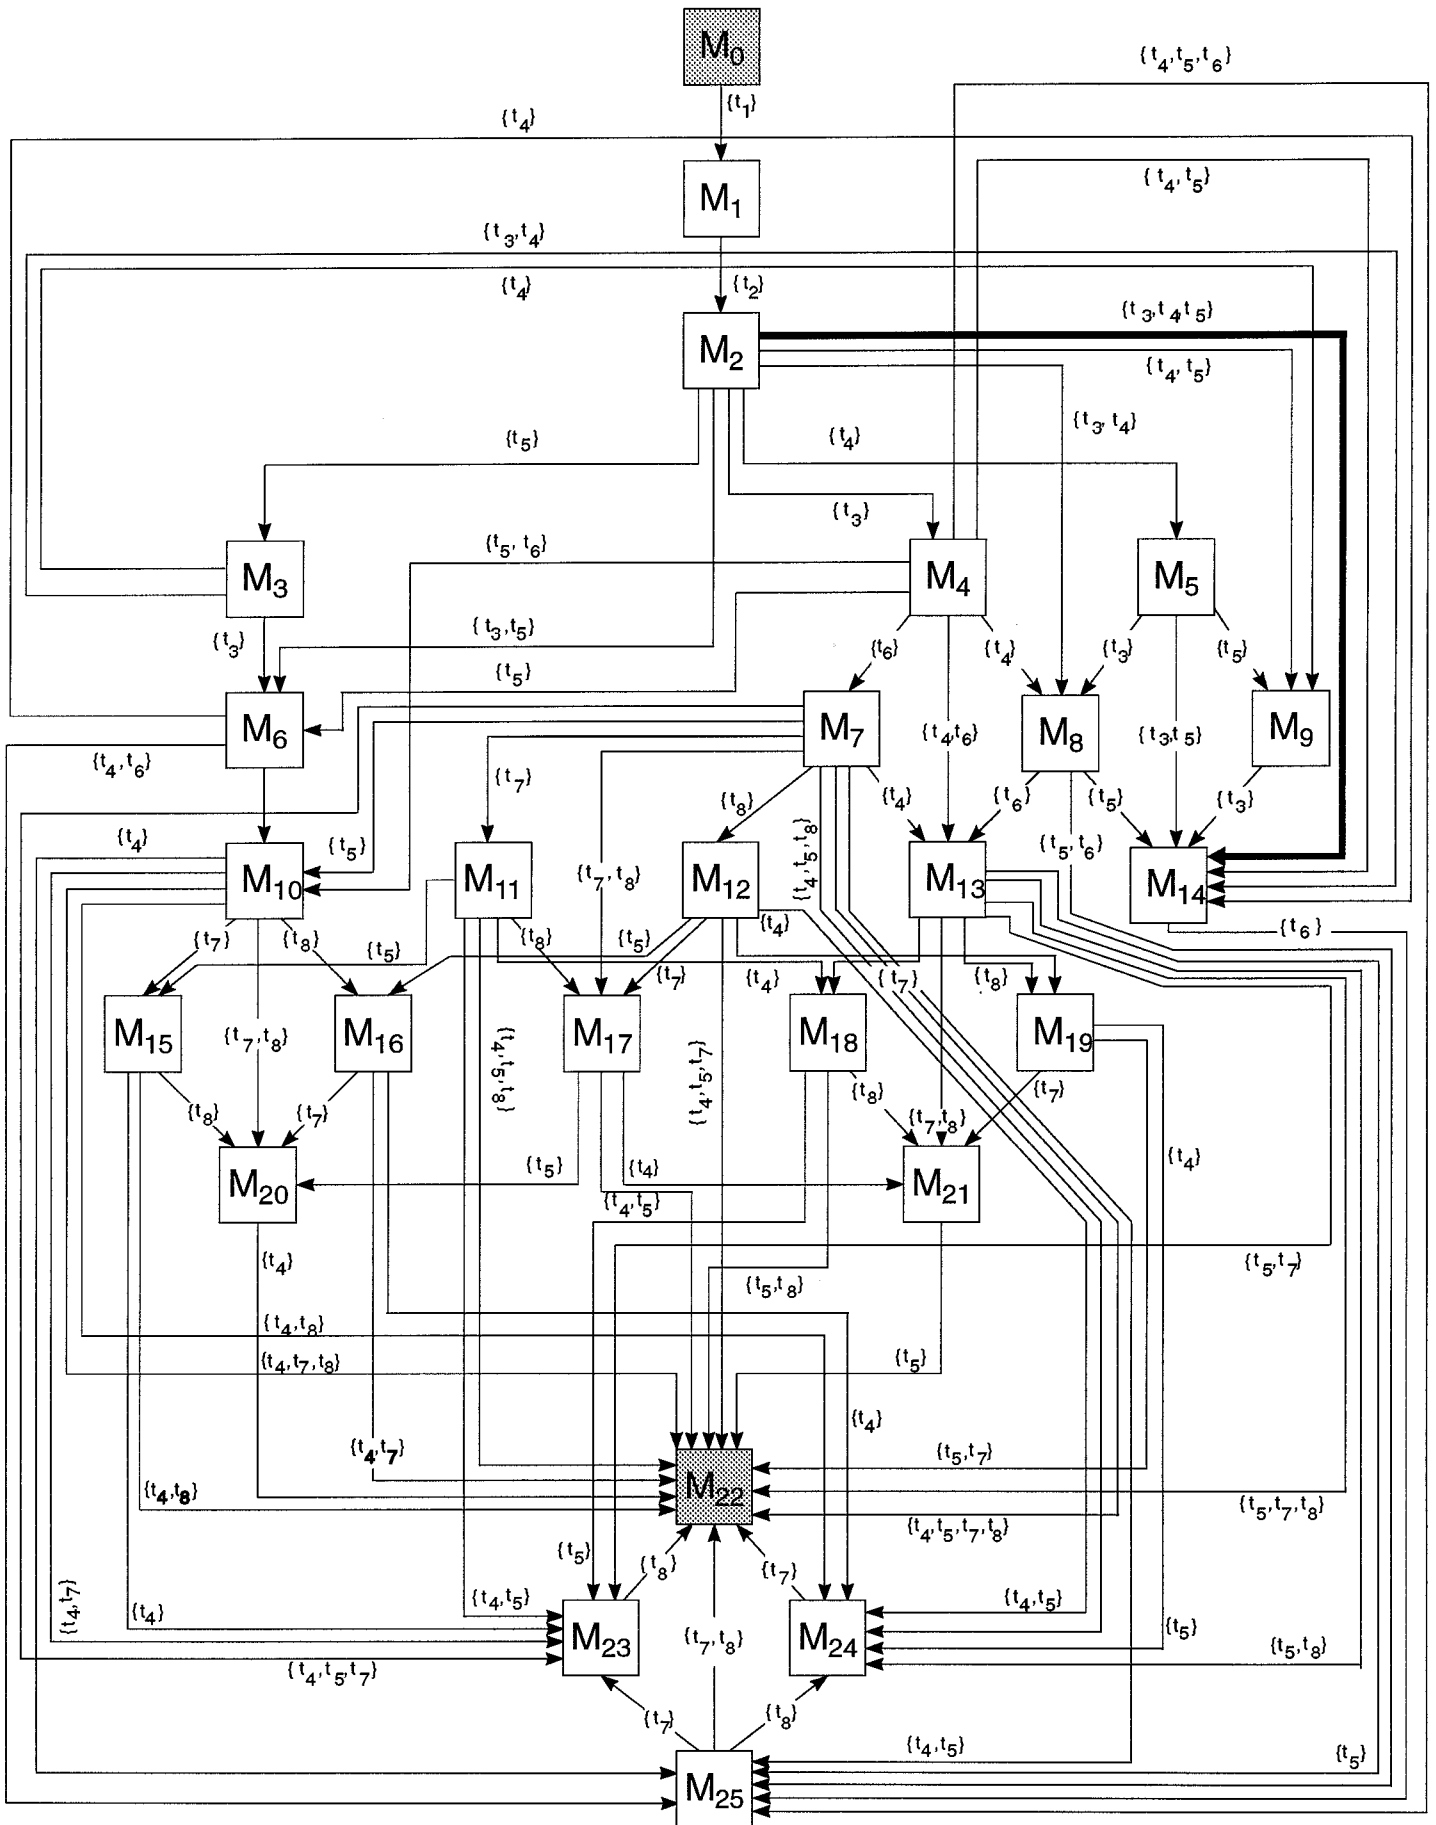 M0
{t4,t5,t6}
{t1}
{t4}
M1
{t4,t5}
{t3,t4}
{t4}
{t2}
{t3,t4 t5}
M2
{t4,t5}
{t3,t4}
{t5}
{t4}
{t3}
{t5,t6}
M3
M4
M5
{t3}
{t3,t5}
{t6}
{t4}
{t3}
{t5}
{t5}
M6
M7
{t4,t6}
M8
{t3,t5}
M9
{t4,t6}
{t7}
{t8}
{t4}
{t6}
{t5}
{t3}
{t4}
{t5}
{t4,t5,t8}
{t5,t6}
M10
M11
{t7,t8}
M12
M13
M14
{t7}
{t8}
{t5}
{t8}
{t5}
{t4}
{t6}
{t7}
{t4}
{t7}
{t8}
M15
{t7,t8}
M16
M17
M18
M19
{t4,t5,t8}
{t4,t5,t7}
{t8}
{t7}
{t8}
{t7,t8}
{t7}
{t4}
M20
{t5}
{t4}
M21
{t4,t5}
{t4}
{t5,t8}
{t5,t7}
{t4,t8}
{t4,t7,t8}
{t5}
{t4}
{t4,t7}
{t5,t7}
M22
{t4,t8}
{t4,t5,t7,t8}
{t5,t7,t8}
{t5}
{t8}
{t7}
{t4,t7}
{t4}
{t4,t5}
{t4,t5}
{t5}
M23
{t7,t8}
M24
{t5,t8}
{t4,t5,t7}
{t7}
{t8}
{t4,t5}
{t5}
M25